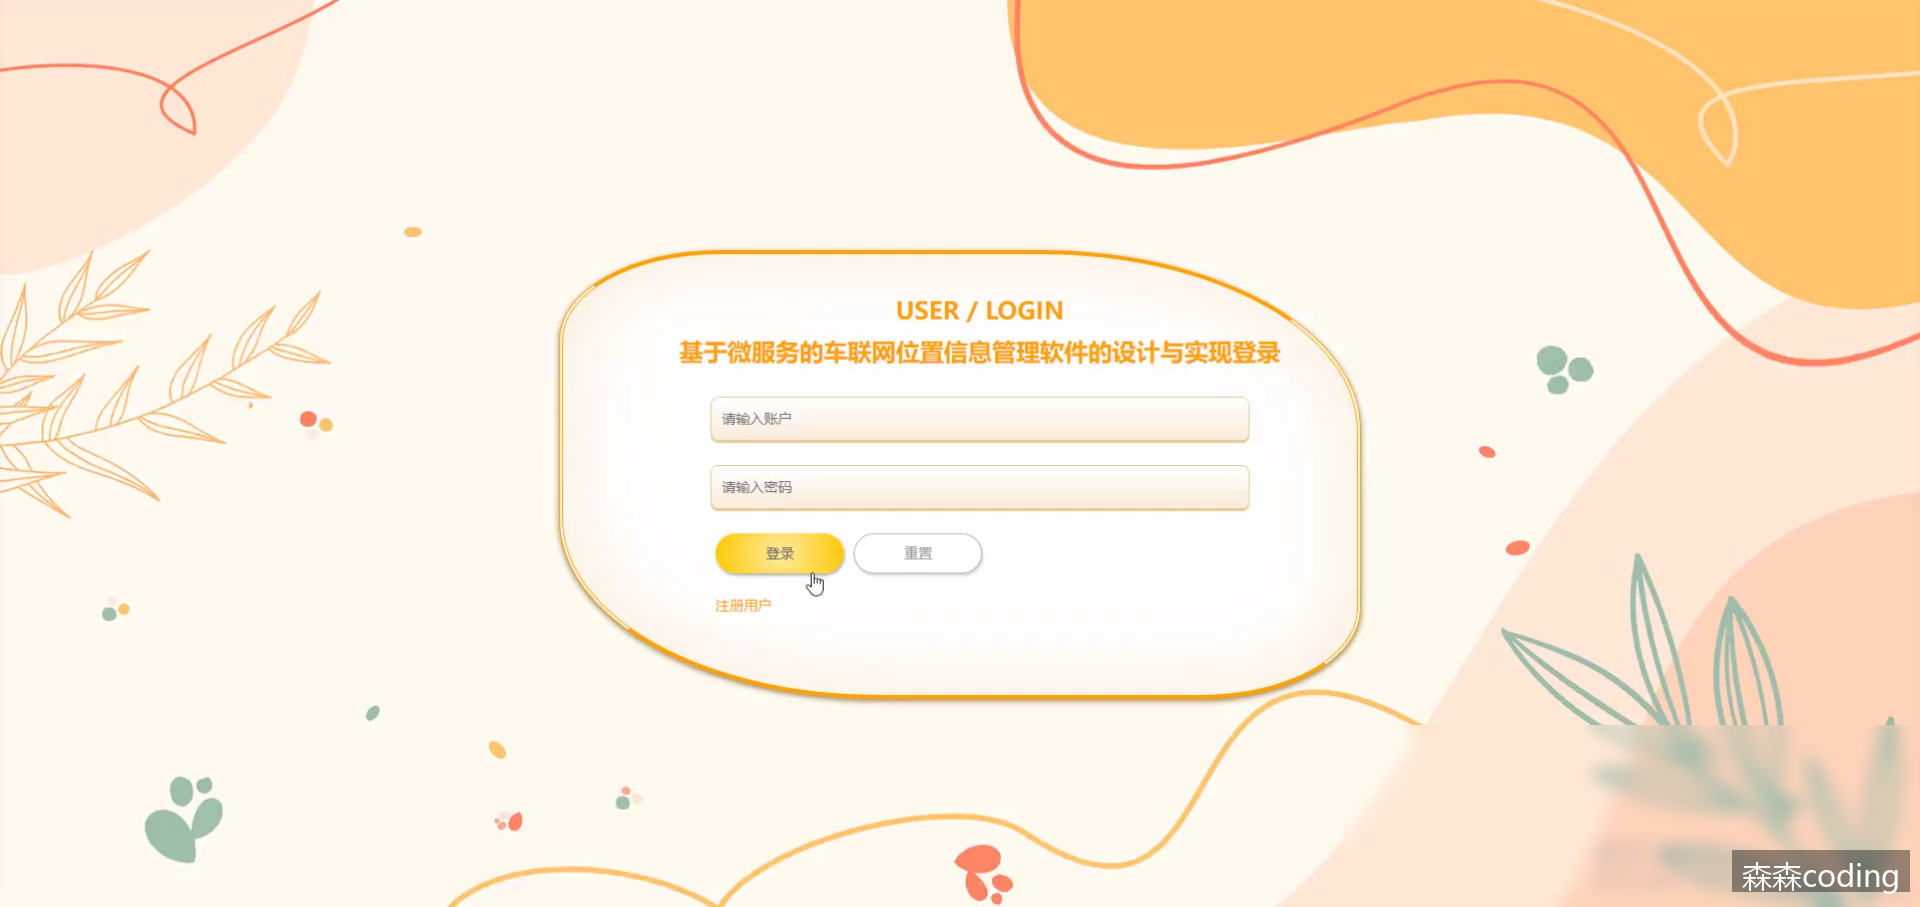 USER / LOGIN
基于微服务的车联网位置信息管理软件的设计与实现登录
请输入账户
请输入密码
登录 重置
注册用户
森森coding